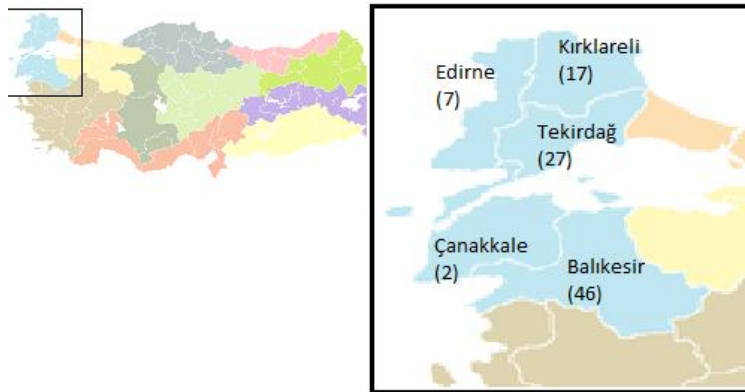 Kırklareli
(17)
Edirne
(7)
Tekirdağ
(27)
Çanakkale
(2)
Balıkesir
(46)